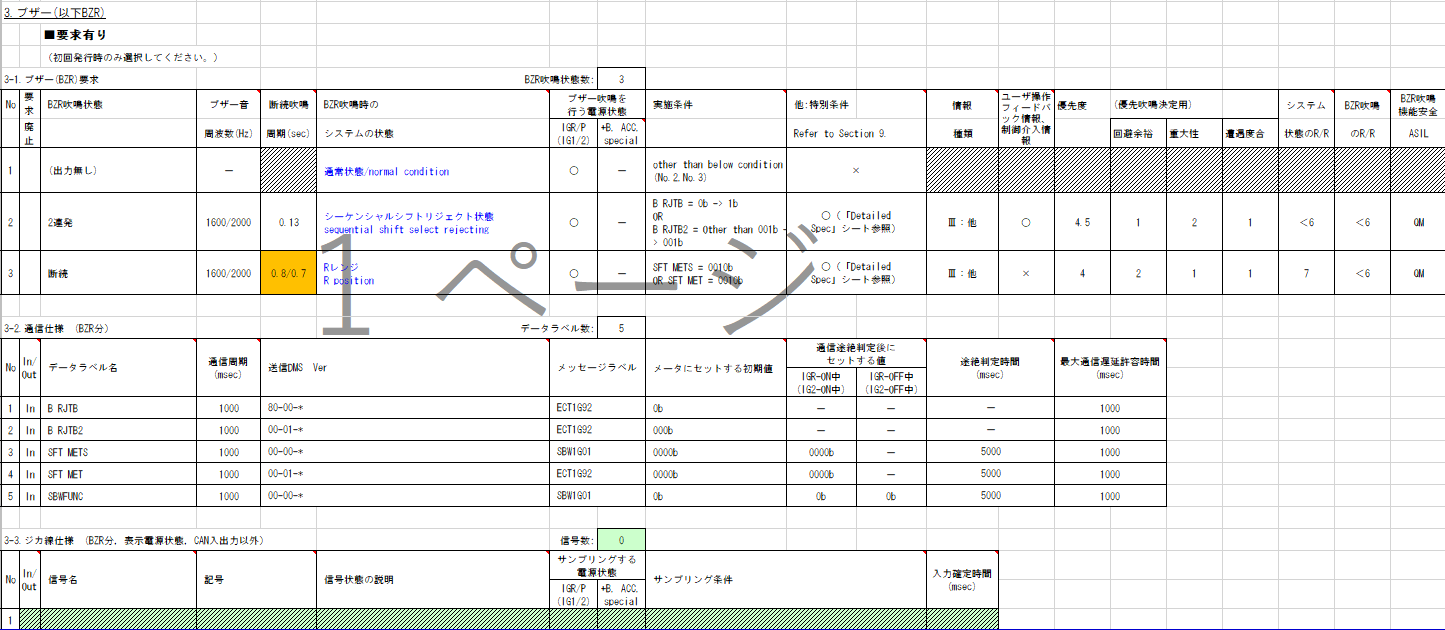 3. ブザー(以下BZR)
■要求有り
(初回発行時のみ選択してください。)
3-1. ブザー(BZR)要求 BZR吹鳴状態数: 3
No 要求廃止 BZR吹鳴状態 ブザー音 周波数(Hz) 断続吹鳴 周期(sec) BZR吹鳴時の システムの状態 ブザー吹鳴を行う電源状態 IGR/P (IG1/2) +B, ACC, special 実施条件 他:特別条件 Refer to Section 9. 情報 種類 ユーザ操作フィードバック情報、制御介入情報 優先度 (優先吹鳴決定用) 回避余裕 重大性 遭遇度合 システム 状態のR/R BZR吹鳴 のR/R BZR吹鳴 機能安全 ASIL
1 (出力無し) — 通常状態/normal condition ○ — other than below condition (No.2,No.3) ×
2 2連発 1600/2000 0.13 シーケンシャルシフトリジェクト状態 sequential shift select rejecting ○ — B RJTB = 0b -> 1b OR B RJTB2 = Other than 001b -> 001b ○(「Detailed Spec」シート参照) Ⅲ:他 ○ 4.5 1 2 1 <6 <6 QM
3 断続 1600/2000 0.8/0.7 Rレンジ R position ○ — SFT METS = 0010b OR SFT MET = 0010b ○(「Detailed Spec」シート参照) Ⅲ:他 × 4 2 1 1 7 <6 QM
1 ページ
3-2. 通信仕様 (BZR分) データラベル数: 5
No In/Out データラベル名 通信周期 (msec) 送信DMS Ver メッセージラベル メータにセットする初期値 通信途絶判定後にセットする値 IGR-ON中 (IG2-ON中) IGR-OFF中 (IG2-OFF中) 途絶判定時間 (msec) 最大通信遅延許容時間 (msec)
1 In B RJTB 1000 80-00-* ECT1G92 0b — — — 1000
2 In B RJTB2 1000 00-01-* ECT1G92 000b — — — 1000
3 In SFT METS 1000 00-00-* SBW1G01 0000b 0000b — 5000 1000
4 In SFT MET 1000 00-01-* ECT1G92 0000b 0000b — 5000 1000
5 In SBWFUNC 1000 00-00-* SBW1G01 0b 0b 0b 5000 1000
3-3. ジカ線仕様 (BZR分, 表示電源状態, CAN入出力以外) 信号数: 0
No In/Out 信号名 記号 信号状態の説明 サンプリングする電源状態 IGR/P (IG1/2) +B, ACC, special サンプリング条件 入力確定時間 (msec)
1